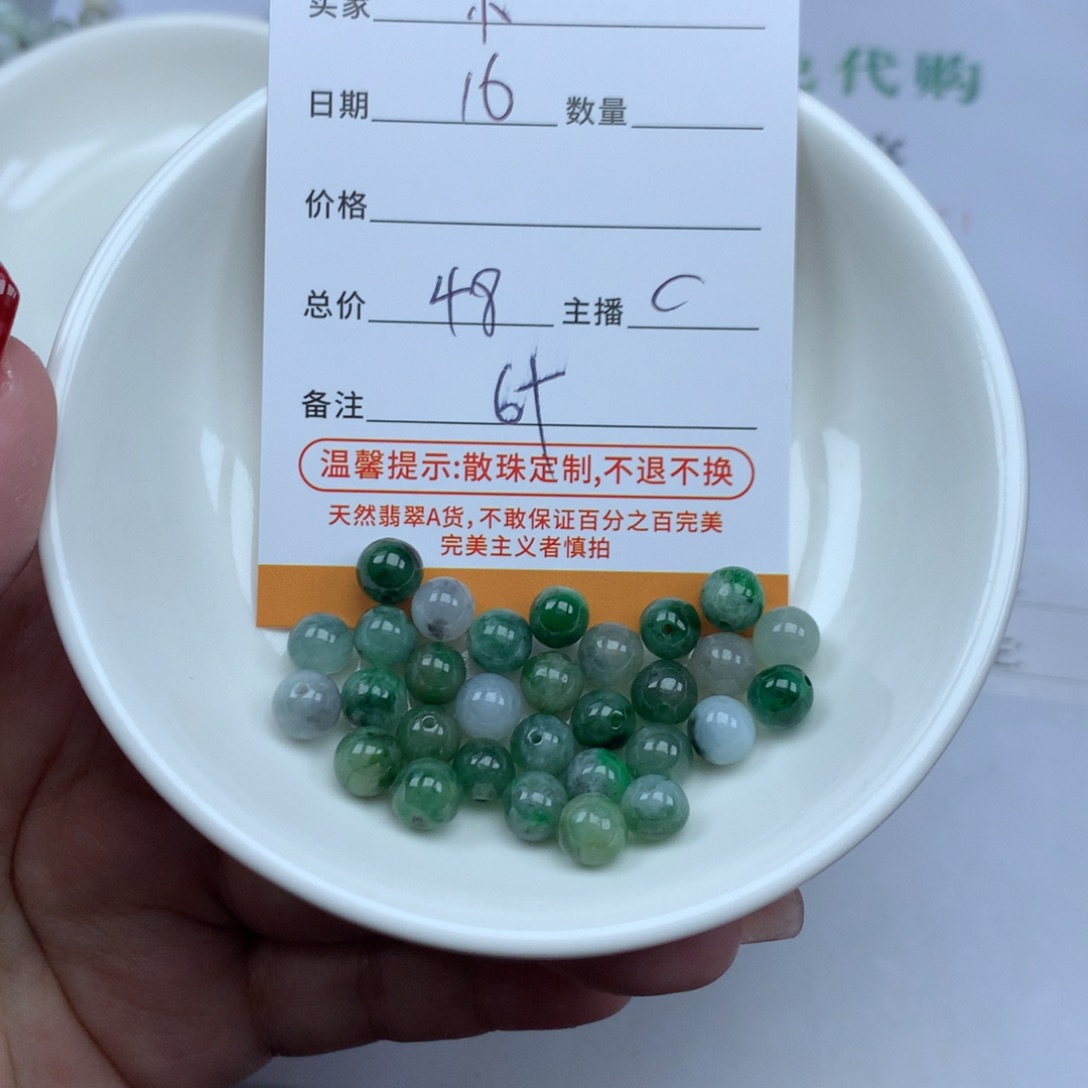 买家
日期 16 数量
价格
总价 48 主播 C
备注 6十
温馨提示:散珠定制,不退不换
天然翡翠A货,不敢保证百分之百完美
完美主义者慎拍
代购